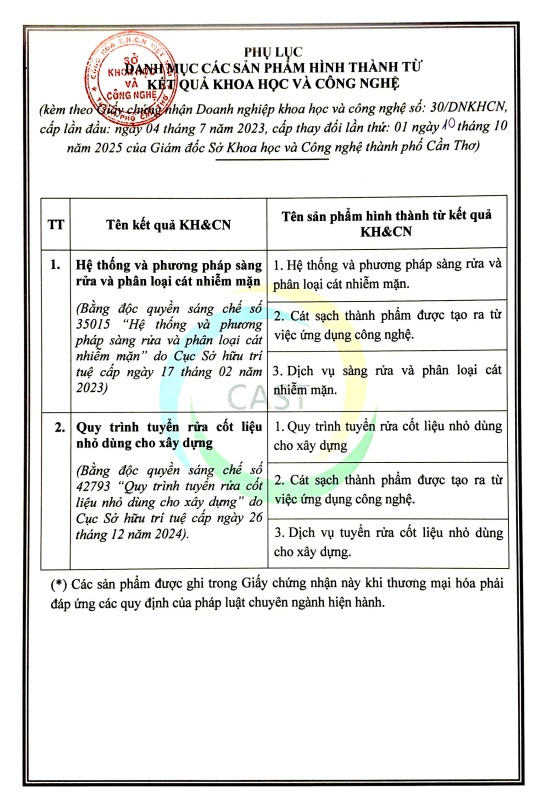 PHỤ LỤC
DANH MỤC CÁC SẢN PHẨM HÌNH THÀNH TỪ
KẾT QUẢ KHOA HỌC VÀ CÔNG NGHỆ
SỞ
KHOA HỌC
VÀ
CÔNG NGHỆ
(kèm theo Giấy chứng nhận Doanh nghiệp khoa học và công nghệ số: 30/DNKHCN,
cấp lần đầu: ngày 04 tháng 7 năm 2023, cấp thay đổi lần thứ: 01 ngày 10 tháng 10
năm 2025 của Giám đốc Sở Khoa học và Công nghệ thành phố Cần Thơ)
TT
Tên kết quả KH&CN
Tên sản phẩm hình thành từ kết quả
KH&CN
1.
Hệ thống và phương pháp sàng
rửa và phân loại cát nhiễm mặn
(Bằng độc quyền sáng chế số
35015 “Hệ thống và phương
pháp sàng rửa và phân loại cát
nhiễm mặn” do Cục Sở hữu trí
tuệ cấp ngày 17 tháng 02 năm
2023)
1. Hệ thống và phương pháp sàng rửa và
phân loại cát nhiễm mặn.
2. Cát sạch thành phẩm được tạo ra từ
việc ứng dụng công nghệ.
3. Dịch vụ sàng rửa và phân loại cát
nhiễm mặn.
CAST
2.
Quy trình tuyển rửa cốt liệu
nhỏ dùng cho xây dựng
(Bằng độc quyền sáng chế số
42793 “Quy trình tuyển rửa cốt
liệu nhỏ dùng cho xây dựng” do
Cục Sở hữu trí tuệ cấp ngày 26
tháng 12 năm 2024).
1. Quy trình tuyển rửa cốt liệu nhỏ dùng
cho xây dựng
2. Cát sạch thành phẩm được tạo ra từ
việc ứng dụng công nghệ.
3. Dịch vụ tuyển rửa cốt liệu nhỏ dùng
cho xây dựng.
(*) Các sản phẩm được ghi trong Giấy chứng nhận này khi thương mại hóa phải
đáp ứng các quy định của pháp luật chuyên ngành hiện hành.